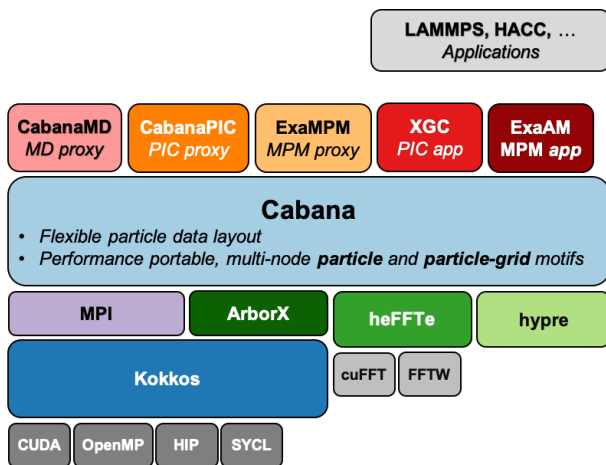 LAMMPS, HACC, …
Applications
CabanaMD
MD proxy
CabanaPIC
PIC proxy
ExaMPM
MPM proxy
XGC
PIC app
ExaAM
MPM app
Cabana
• Flexible particle data layout
• Performance portable, multi-node particle and particle-grid motifs
MPI
ArborX
heFFTe
hypre
Kokkos
cuFFT
FFTW
CUDA
OpenMP
HIP
SYCL